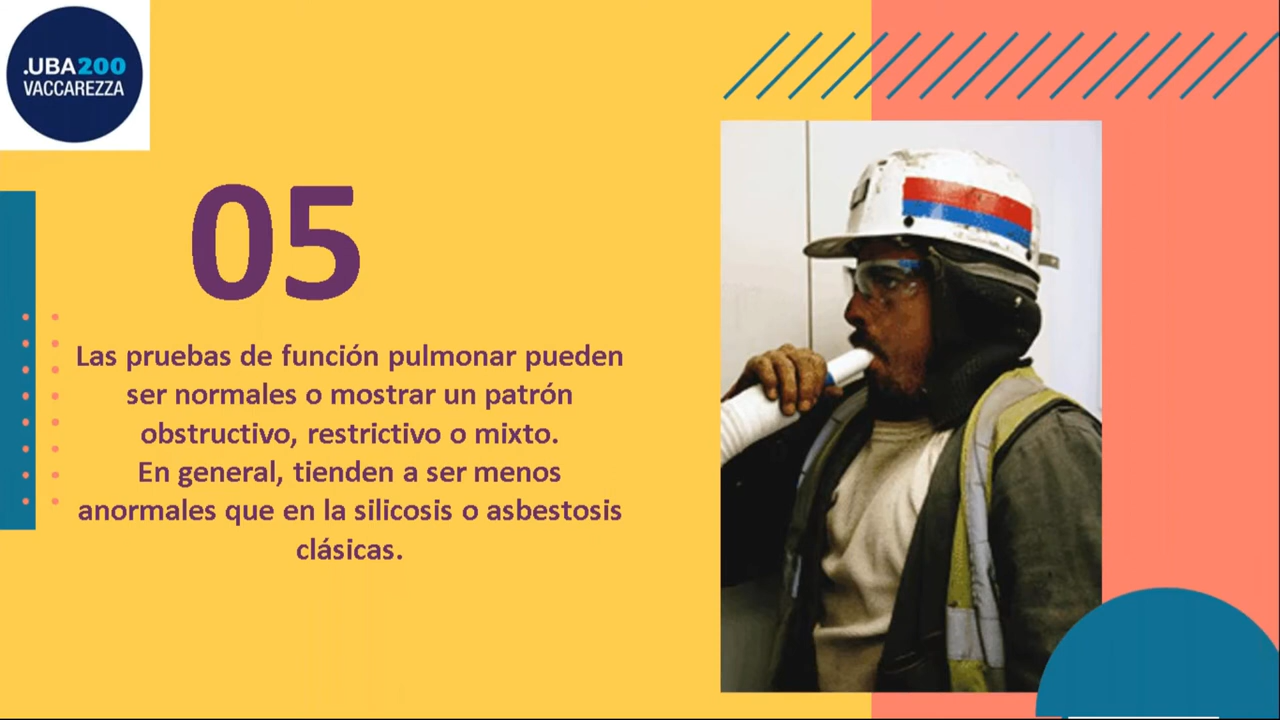 .UBA200
VACCAREZZA
05
Las pruebas de función pulmonar pueden
ser normales o mostrar un patrón
obstructivo, restrictivo o mixto.
En general, tienden a ser menos
anormales que en la silicosis o asbestosis
clásicas.